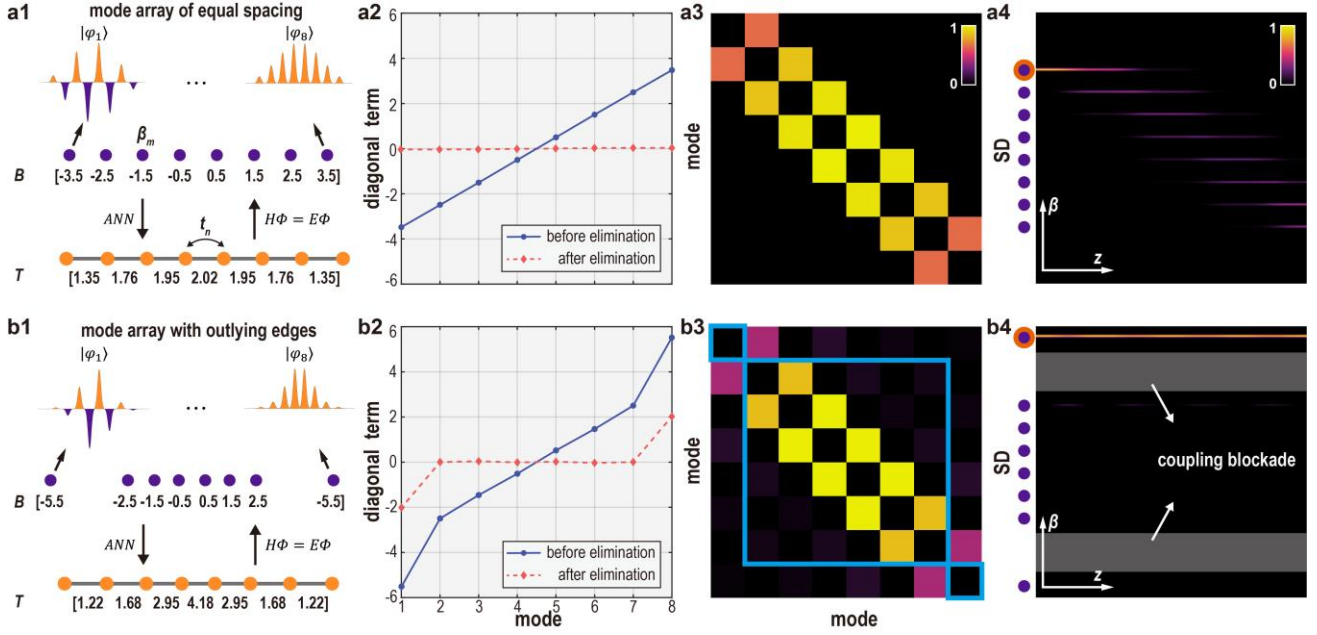 a1
mode array of equal spacing
|φ₁⟩
|φ₈⟩
...
βₘ
B
[-3.5 -2.5 -1.5 -0.5 0.5 1.5 2.5 3.5]
ANN
tₙ
HΦ = EΦ
T
[1.35 1.76 1.95 2.02 1.95 1.76 1.35]
a2
diagonal term
6
4
2
0
-2
-4
-6
before elimination
after elimination
a3
mode
1
0
a4
1
0
SD
β
z
b1
mode array with outlying edges
|φ₁⟩
|φ₈⟩
...
B
[-5.5 -2.5 -1.5 -0.5 0.5 1.5 2.5 -5.5]
ANN
HΦ = EΦ
T
[1.22 1.68 2.95 4.18 2.95 1.68 1.22]
b2
diagonal term
6
4
2
0
-2
-4
-6
before elimination
after elimination
1 2 3 4 5 6 7 8
mode
b3
mode
mode
b4
SD
coupling blockade
β
z